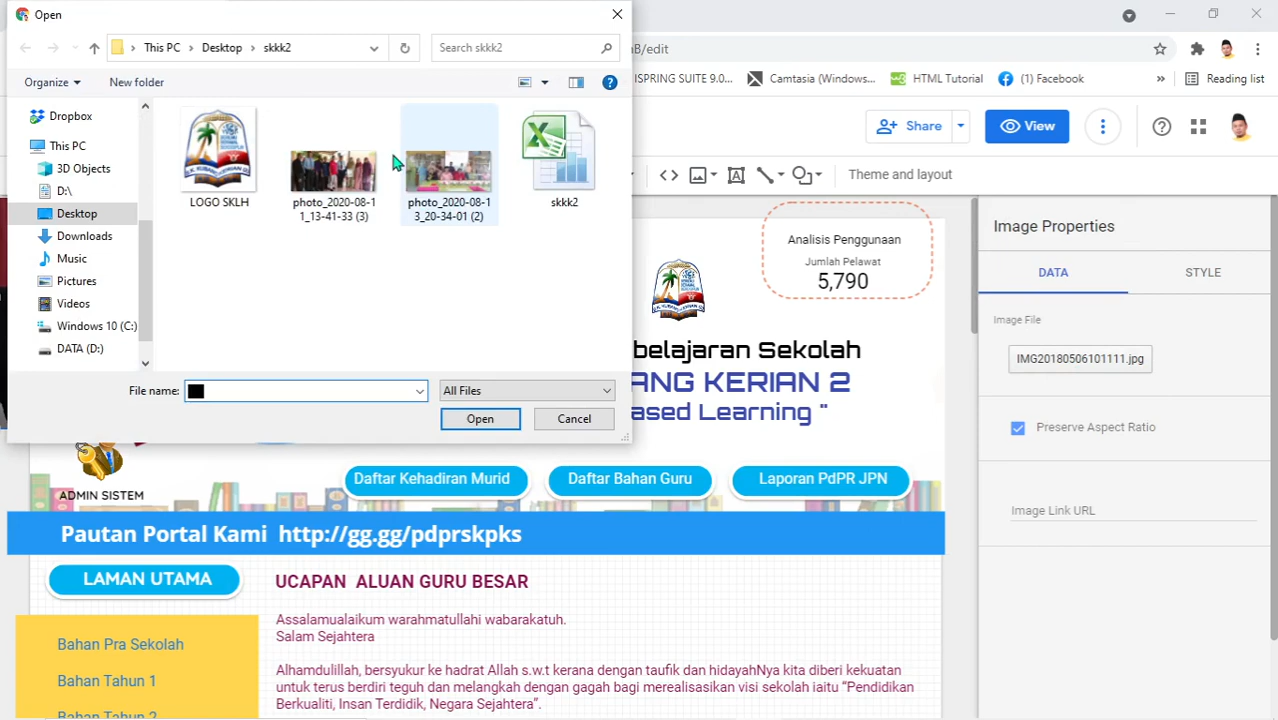 Open
This PC
Desktop
skkk2
Search skkk2
Organize
New folder
Dropbox
This PC
3D Objects
D:\
Desktop
Downloads
Music
Pictures
Videos
Windows 10 (C:)
DATA (D:)
LOGO SKLH
photo_2020-08-1
1_13-41-33 (3)
photo_2020-08-1
3_20-34-01 (2)
skkk2
File name:
All Files
Open
Cancel
aB/edit
ISPRING SUITE 9.0...
Camtasia (Windows...
HTML Tutorial
(1) Facebook
»
Reading list
Share
View
Theme and layout
Analisis Penggunaan
Jumlah Pelawat
5,790
belajaran Sekolah
ANG KERIAN 2
ased Learning "
Image Properties
DATA
STYLE
Image File
IMG20180506101111.jpg
Preserve Aspect Ratio
Image Link URL
ADMIN SISTEM
Daftar Kehadiran Murid
Daftar Bahan Guru
Laporan PdPR JPN
Pautan Portal Kami http://gg.gg/pdprskpks
LAMAN UTAMA
Bahan Pra Sekolah
Bahan Tahun 1
Bahan Tahun 2
UCAPAN ALUAN GURU BESAR
Assalamualaikum warahmatullahi wabarakatuh.
Salam Sejahtera
Alhamdulillah, bersyukur ke hadrat Allah s.w.t kerana dengan taufik dan hidayahNya kita diberi kekuatan
untuk terus berdiri teguh dan melangkah dengan gagah bagi merealisasikan visi sekolah iaitu “Pendidikan
Berkualiti, Insan Terdidik, Negara Sejahtera”.